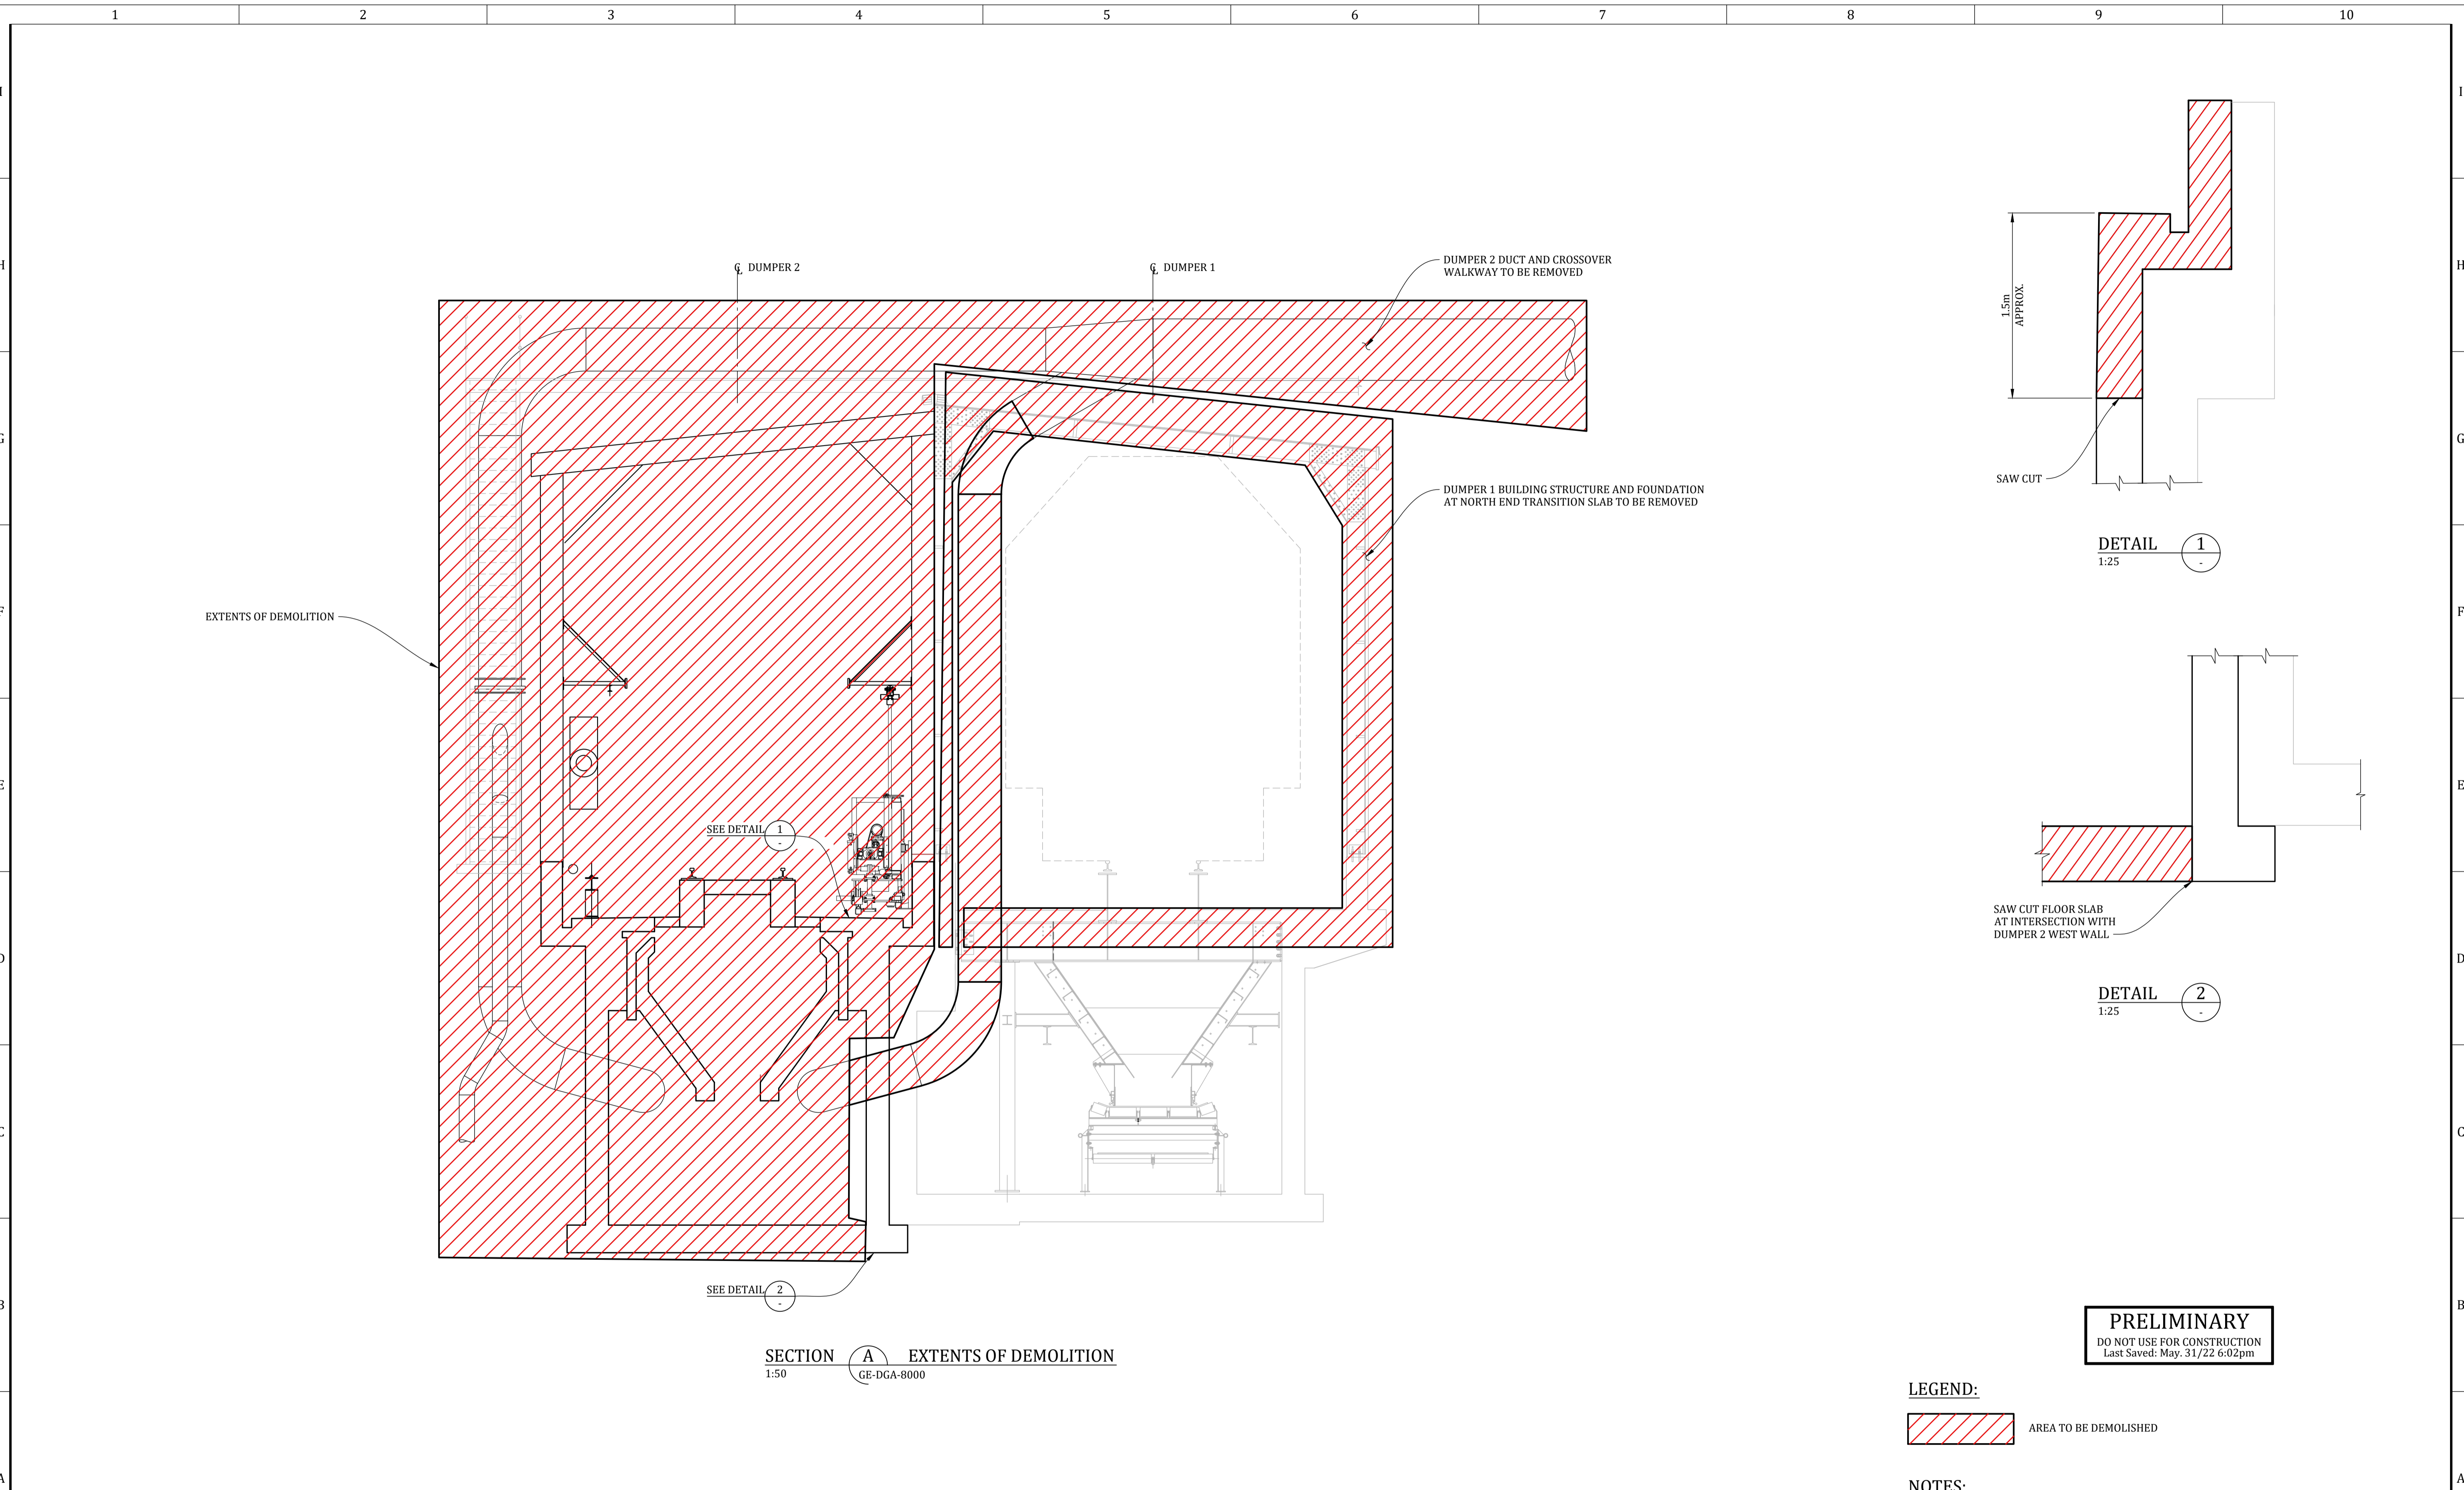 1 2 3 4 5 6 7 8 9 10
I
H
G
F
E
D
C
B
A
℄ DUMPER 2
℄ DUMPER 1
DUMPER 2 DUCT AND CROSSOVER
WALKWAY TO BE REMOVED
DUMPER 1 BUILDING STRUCTURE AND FOUNDATION
AT NORTH END TRANSITION SLAB TO BE REMOVED
EXTENTS OF DEMOLITION
SEE DETAIL 1
-
SEE DETAIL 2
-
SECTION A EXTENTS OF DEMOLITION
1:50 GE-DGA-8000
1.5m
APPROX.
SAW CUT
DETAIL 1
1:25 -
SAW CUT FLOOR SLAB
AT INTERSECTION WITH
DUMPER 2 WEST WALL
DETAIL 2
1:25 -
PRELIMINARY
DO NOT USE FOR CONSTRUCTION
Last Saved: May. 31/22 6:02pm
LEGEND:
AREA TO BE DEMOLISHED
NOTES: